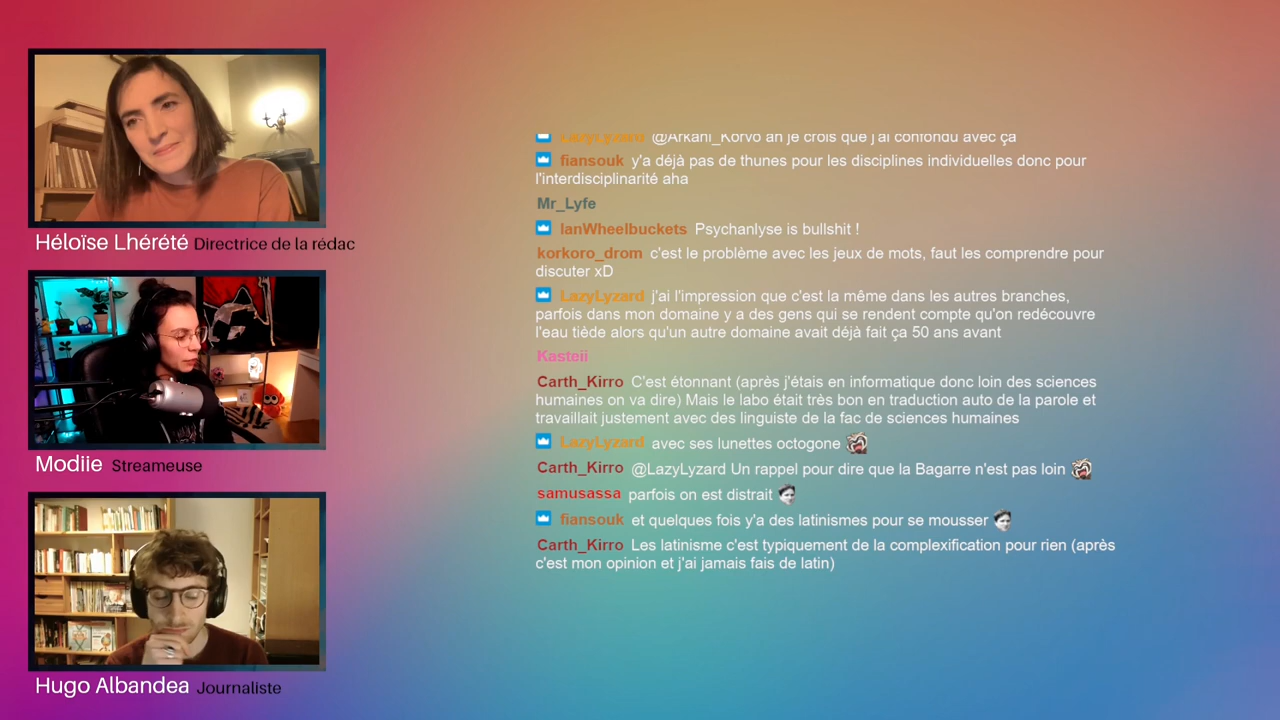 Héloïse Lhérété Directrice de la rédac
Modiie Streameuse
Hugo Albandea Journaliste
LazyLyzard @Arkani_Korvo ah je crois que j'ai confondu avec ça
fiansouk y'a déjà pas de thunes pour les disciplines individuelles donc pour
l'interdisciplinarité aha
Mr_Lyfe
IanWheelbuckets Psychanlyse is bullshit !
korkoro_drom c'est le problème avec les jeux de mots, faut les comprendre pour
discuter xD
LazyLyzard j'ai l'impression que c'est la même dans les autres branches,
parfois dans mon domaine y a des gens qui se rendent compte qu'on redécouvre
l'eau tiède alors qu'un autre domaine avait déjà fait ça 50 ans avant
Kasteii
Carth_Kirro C'est étonnant (après j'étais en informatique donc loin des sciences
humaines on va dire) Mais le labo était très bon en traduction auto de la parole et
travaillait justement avec des linguiste de la fac de sciences humaines
LazyLyzard avec ses lunettes octogone
Carth_Kirro @LazyLyzard Un rappel pour dire que la Bagarre n'est pas loin
samusassa parfois on est distrait
fiansouk et quelques fois y'a des latinismes pour se mousser
Carth_Kirro Les latinisme c'est typiquement de la complexification pour rien (après
c'est mon opinion et j'ai jamais fais de latin)